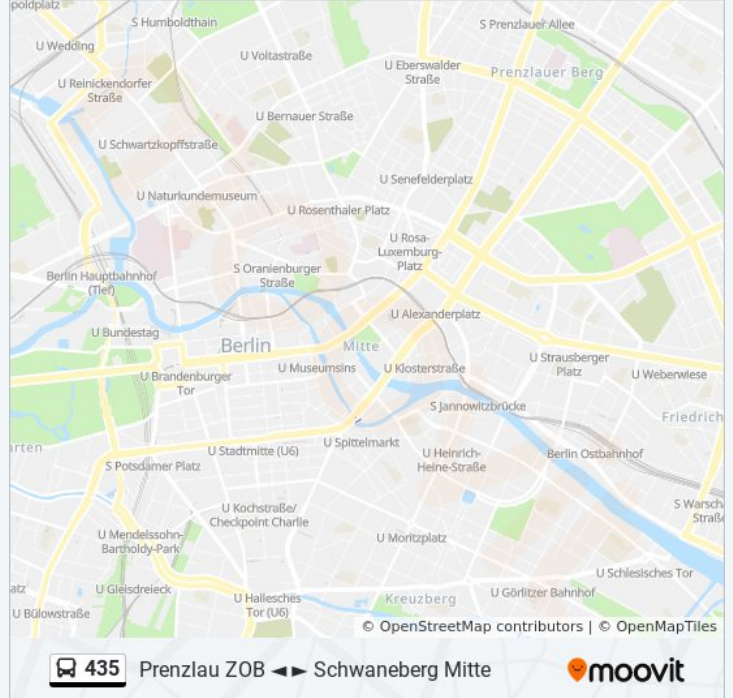 poldplatz
S Humboldthain
S Prenzlauer Allee
U Wedding
U Voltastraße
U Eberswalder
Straße
Prenzlauer Berg
U Reinickendorfer
Straße
U Bernauer Straße
U Schwartzkopffstraße
U Senefelderplatz
U Naturkundemuseum
U Rosenthaler Platz
U Rosa-
Luxemburg-
Platz
Berlin Hauptbahnhof
(Tief)
S Oranienburger
Straße
U Alexanderplatz
U Bundestag
Berlin
Mitte
U Strausberger
Platz
U Museumsins
U Klosterstraße
U Weberwiese
U Brandenburger
Tor
S Jannowitzbrücke
Friedrich
rten
U Spittelmarkt
U Stadtmitte (U6)
U Heinrich-
Heine-Straße
Berlin Ostbahnhof
S Potsdamer Platz
S Warsch
Straße
U Kochstraße/
Checkpoint Charlie
U Mendelssohn-
Bartholdy-Park
U Moritzplatz
U Schlesisches Tor
atz
U Gleisdreieck
U Hallesches
Tor (U6)
Kreuzberg
U Görlitzer Bahnhof
U Bülowstraße
© OpenStreetMap contributors | © OpenMapTiles
435 Prenzlau ZOB ◄ ► Schwaneberg Mitte
moovit